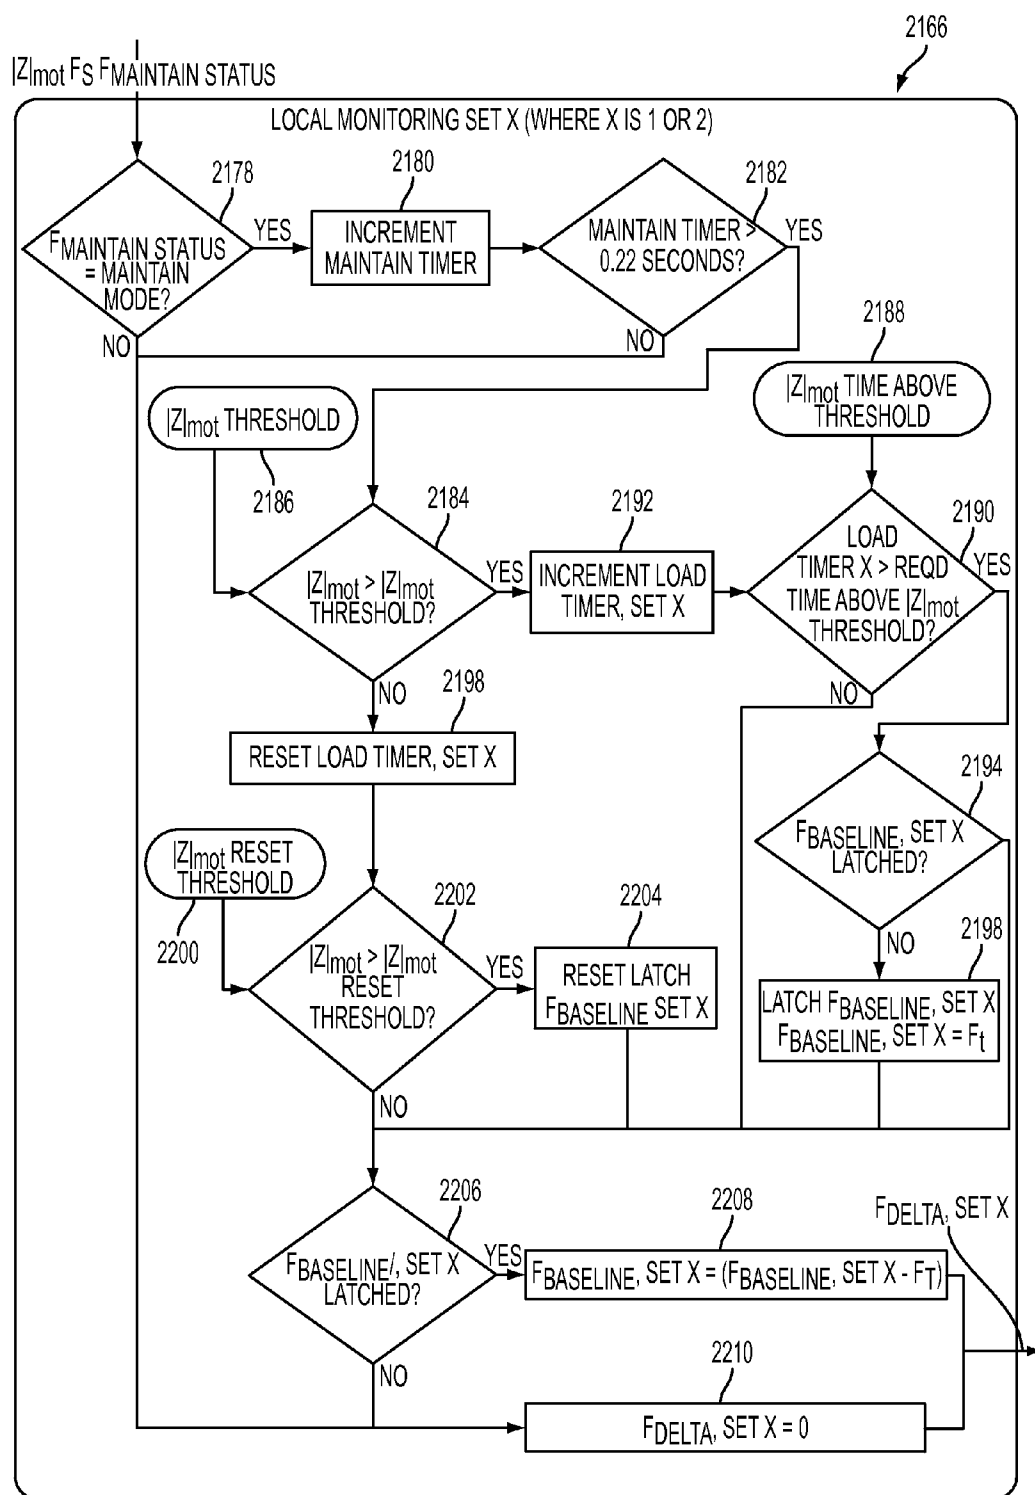 2166
|Z|mot FS FMAINTAIN STATUS
LOCAL MONITORING SET X (WHERE X IS 1 OR 2)
2178
2180
2182
FMAINTAIN STATUS
= MAINTAIN
MODE?
YES
INCREMENT
MAINTAIN TIMER
MAINTAIN TIMER >
0.22 SECONDS?
YES
NO
NO
2188
|Z|mot TIME ABOVE
THRESHOLD
|Z|mot THRESHOLD
2186
2184
2192
2190
|Z|mot > |Z|mot
THRESHOLD?
YES
INCREMENT LOAD
TIMER, SET X
LOAD
TIMER X > REQD
TIME ABOVE |Z|mot
THRESHOLD?
YES
NO
NO
2198
RESET LOAD TIMER, SET X
2194
FBASELINE, SET X
LATCHED?
|Z|mot RESET
THRESHOLD
2200
2202
2204
|Z|mot > |Z|mot
RESET
THRESHOLD?
YES
RESET LATCH
FBASELINE SET X
NO
2198
LATCH FBASELINE, SET X
FBASELINE, SET X = Ft
NO
2206
2208
FDELTA, SET X
FBASELINE/, SET X
LATCHED?
YES
FBASELINE, SET X = (FBASELINE, SET X - FT)
NO
2210
FDELTA, SET X = 0